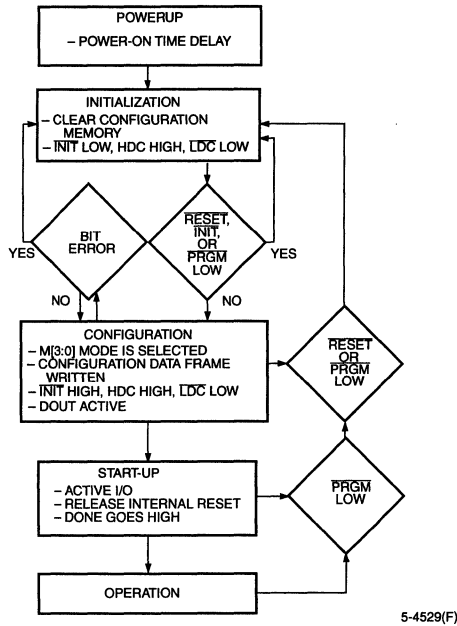 POWERUP
– POWER-ON TIME DELAY
INITIALIZATION
– CLEAR CONFIGURATION
MEMORY
– INIT LOW, HDC HIGH, LDC LOW
BIT
ERROR
YES
NO
RESET,
INIT,
OR
PRGM
LOW
YES
NO
CONFIGURATION
– M[3:0] MODE IS SELECTED
– CONFIGURATION DATA FRAME
WRITTEN
– INIT HIGH, HDC HIGH, LDC LOW
– DOUT ACTIVE
RESET
OR
PRGM
LOW
START-UP
– ACTIVE I/O
– RELEASE INTERNAL RESET
– DONE GOES HIGH
PRGM
LOW
OPERATION
5-4529(F)